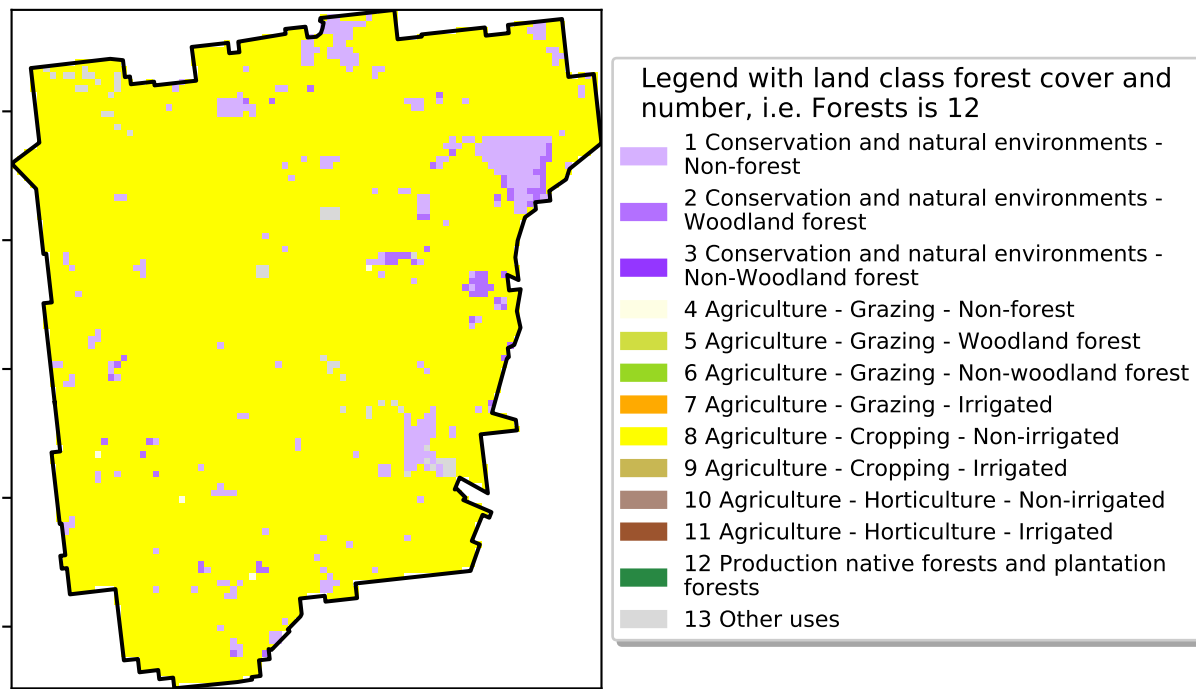 Legend with land class forest cover and
number, i.e. Forests is 12
1 Conservation and natural environments -
Non-forest
2 Conservation and natural environments -
Woodland forest
3 Conservation and natural environments -
Non-Woodland forest
4 Agriculture - Grazing - Non-forest
5 Agriculture - Grazing - Woodland forest
6 Agriculture - Grazing - Non-woodland forest
7 Agriculture - Grazing - Irrigated
8 Agriculture - Cropping - Non-irrigated
9 Agriculture - Cropping - Irrigated
10 Agriculture - Horticulture - Non-irrigated
11 Agriculture - Horticulture - Irrigated
12 Production native forests and plantation
forests
13 Other uses